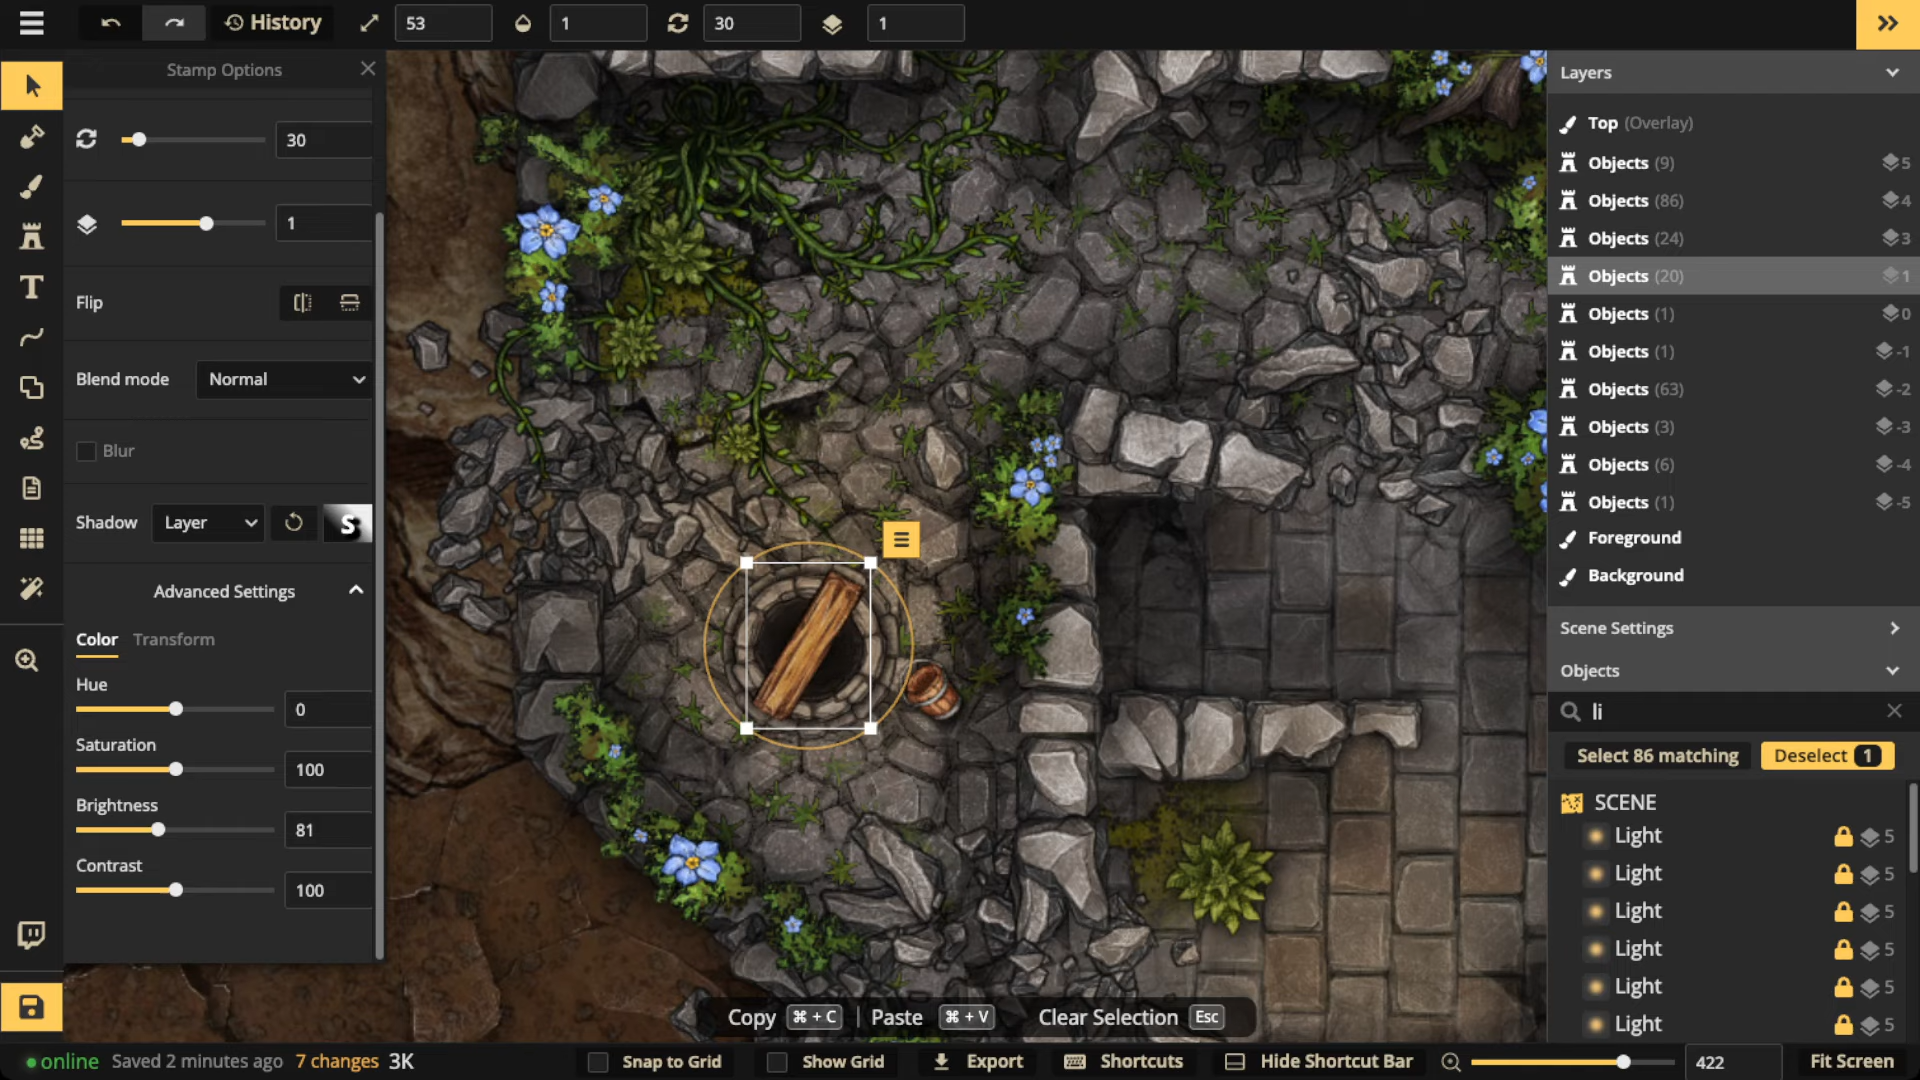 History
53
1
30
1
Stamp Options
30
1
Flip
Blend mode
Normal
Blur
Shadow
Layer
S
Advanced Settings
Color
Transform
Hue
0
Saturation
100
Brightness
81
Contrast
100
Layers
Top (Overlay)
Objects (9)
5
Objects (86)
4
Objects (24)
3
Objects (20)
1
Objects (1)
0
Objects (1)
-1
Objects (63)
-2
Objects (3)
-3
Objects (6)
-4
Objects (1)
-5
Foreground
Background
Scene Settings
Objects
li
Select 86 matching
Deselect 1
SCENE
Light
5
Light
5
Light
5
Light
5
Light
5
Light
5
Copy ⌘ + C | Paste ⌘ + V Clear Selection Esc
online
Saved 2 minutes ago
7 changes
3K
Snap to Grid
Show Grid
Export
Shortcuts
Hide Shortcut Bar
422
Fit Screen